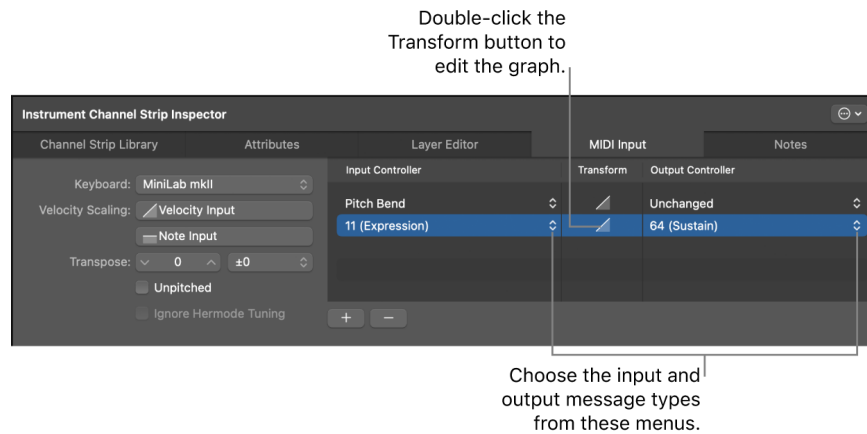 Double-click the
Transform button to
edit the graph.
Instrument Channel Strip Inspector
Channel Strip Library Attributes Layer Editor MIDI Input Notes
Input Controller Transform Output Controller
Keyboard: MiniLab mkII
Pitch Bend Unchanged
Velocity Scaling: Velocity Input
11 (Expression) 64 (Sustain)
Note Input
Transpose: 0 ±0
Unpitched
Ignore Hermode Tuning
+ −
Choose the input and
output message types
from these menus.